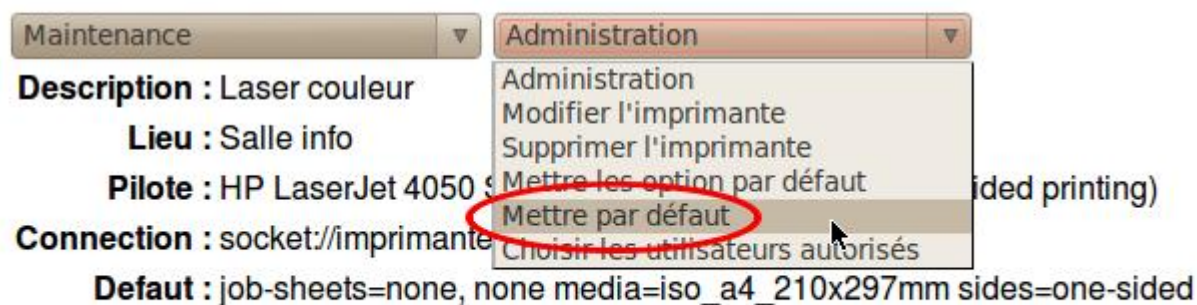 Maintenance Administration
Description : Laser couleur Administration
Modifier l'imprimante
Lieu : Salle info Supprimer l'imprimante
Pilote : HP LaserJet 4050 Mettre les option par défaut ided printing)
Mettre par défaut
Connection : socket://imprimante Choisir les utilisateurs autorisés
Defaut : job-sheets=none, none media=iso_a4_210x297mm sides=one-sided